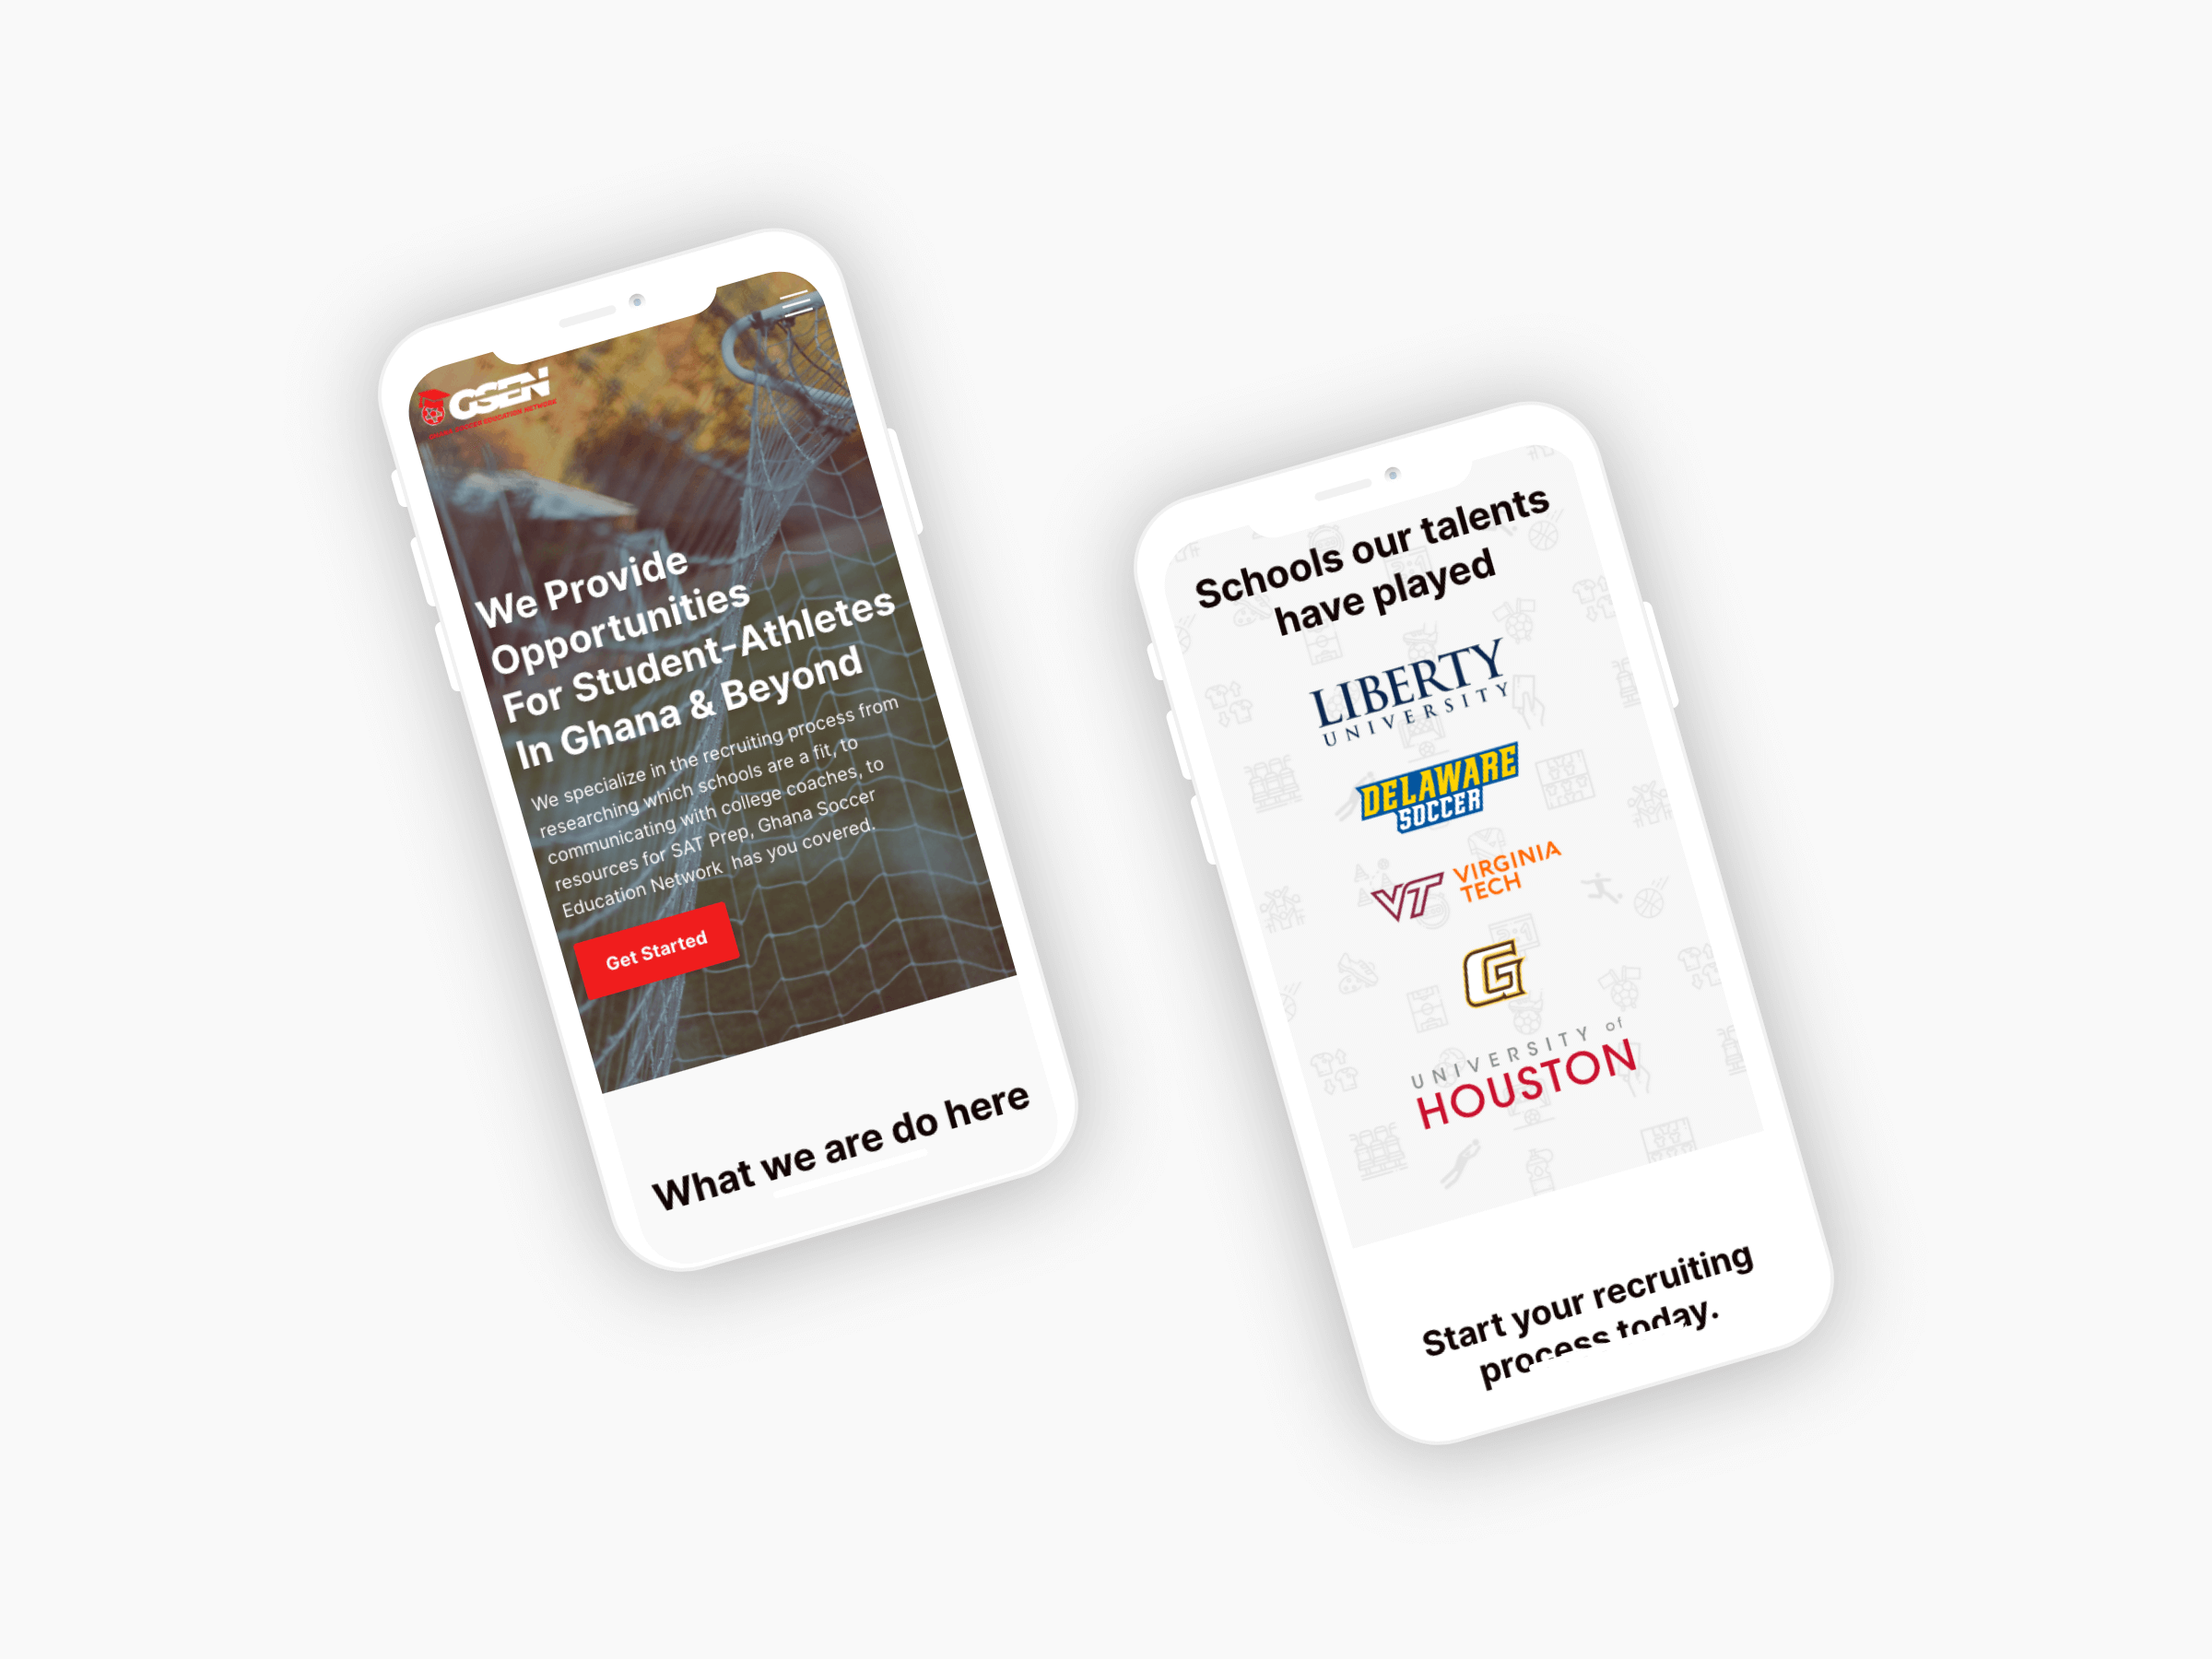 GSEN
GHANA SOCCER EDUCATION NETWORK
We Provide
Opportunities
For Student-Athletes
In Ghana & Beyond
We specialize in the recruiting process from
researching which schools are a fit, to
communicating with college coaches, to
resources for SAT Prep, Ghana Soccer
Education Network has you covered.
Get Started
What we are do here
Schools our talents
have played
LIBERTY
UNIVERSITY
DELAWARE
SOCCER
VT VIRGINIA
TECH
G
UNIVERSITY of
HOUSTON
Start your recruiting
process today.